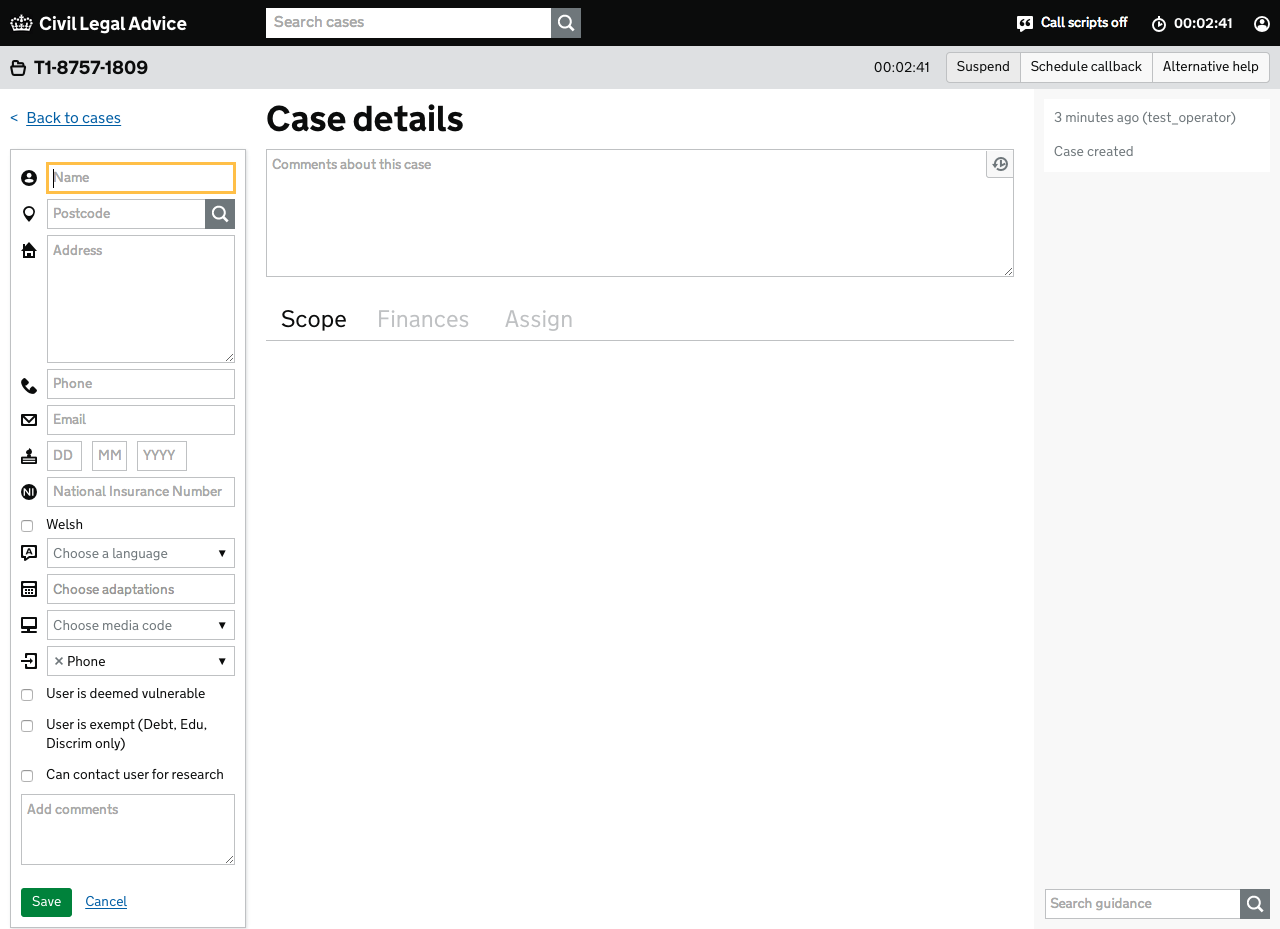 Civil Legal Advice
Search cases
Call scripts off
00:02:41
T1-8757-1809
00:02:41
Suspend
Schedule callback
Alternative help
< Back to cases
Name
Postcode
Address
Phone
Email
DD MM YYYY
NI
National Insurance Number
Welsh
A
Choose a language
Choose adaptations
Choose media code
× Phone
User is deemed vulnerable
User is exempt (Debt, Edu,
Discrim only)
Can contact user for research
Add comments
Save
Cancel
Case details
Comments about this case
Scope
Finances
Assign
3 minutes ago (test_operator)
Case created
Search guidance